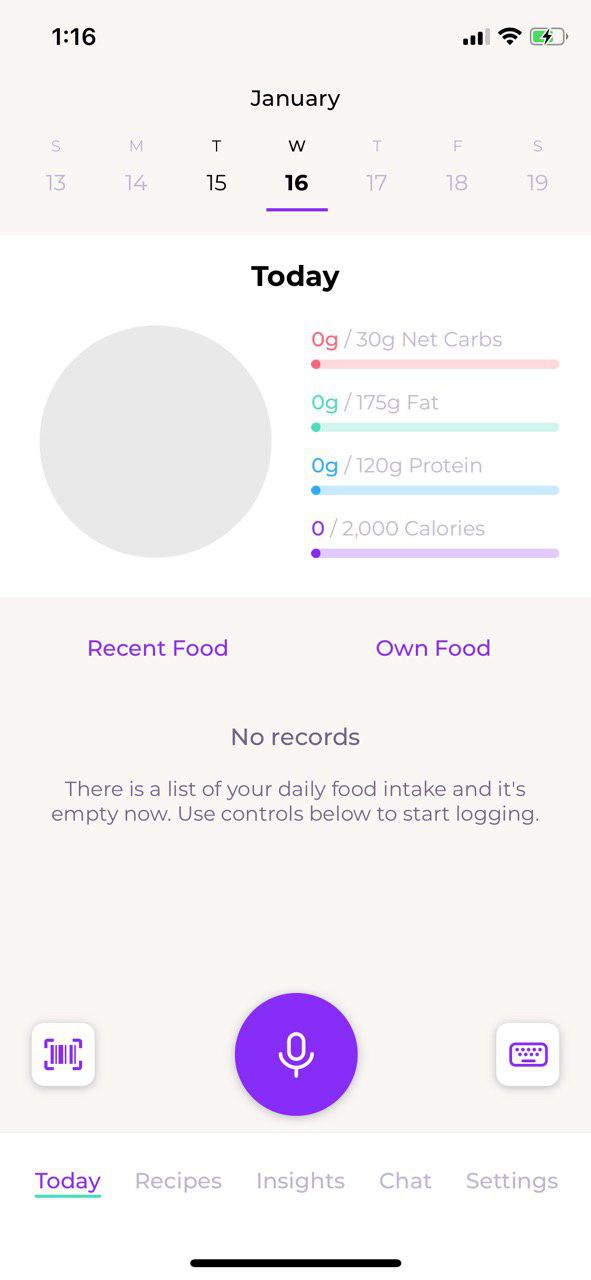 1:16
January
S M T W T F S
13 14 15 16 17 18 19
Today
0g / 30g Net Carbs
0g / 175g Fat
0g / 120g Protein
0 / 2,000 Calories
Recent Food Own Food
No records
There is a list of your daily food intake and it's
empty now. Use controls below to start logging.
Today Recipes Insights Chat Settings